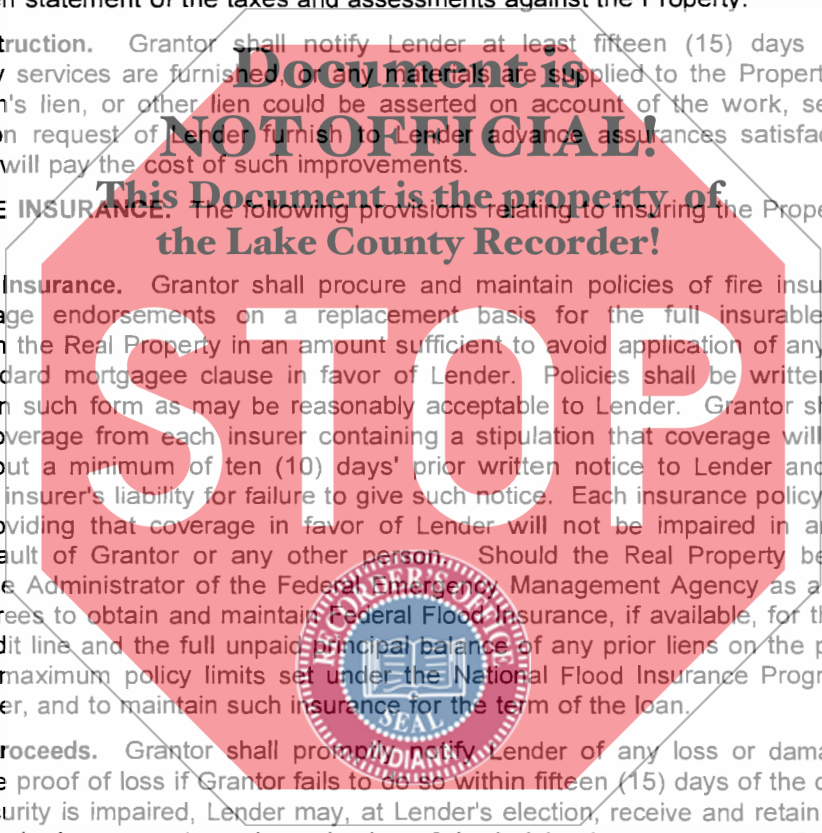 statement of the taxes and assessments against the Property.
truction. Grantor shall notify Lender at least fifteen (15) days
services are furnished, or any materials are supplied to the Propert
n's lien, or other lien could be asserted on account of the work, se
n request of Lender furnish to Lender advance assurances satisfac
will pay the cost of such improvements.
Document is
NOT OFFICIAL!
This Document is the property of
the Lake County Recorder!
E INSURANCE. The following provisions relating to insuring the Prope
Insurance. Grantor shall procure and maintain policies of fire insu
age endorsements on a replacement basis for the full insurable
n the Real Property in an amount sufficient to avoid application of any
dard mortgagee clause in favor of Lender. Policies shall be written
n such form as may be reasonably acceptable to Lender. Grantor sh
overage from each insurer containing a stipulation that coverage will
out a minimum of ten (10) days' prior written notice to Lender and
insurer's liability for failure to give such notice. Each insurance policy
oviding that coverage in favor of Lender will not be impaired in a
ault of Grantor or any other person. Should the Real Property be
e Administrator of the Federal Emergency Management Agency as a
rees to obtain and maintain Federal Flood Insurance, if available, for th
dit line and the full unpaid principal balance of any prior liens on the p
maximum policy limits set under the National Flood Insurance Progr
er, and to maintain such insurance for the term of the loan.
STOP
RECORDER'S OFFICE
SEAL
INDIANA
roceeds. Grantor shall promptly notify Lender of any loss or dama
e proof of loss if Grantor fails to do so within fifteen (15) days of the
urity is impaired, Lender may, at Lender's election, receive and retain